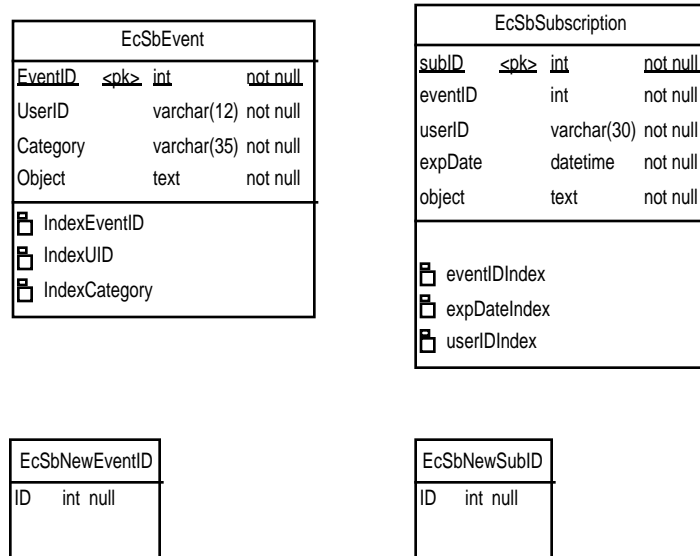 EcSbEvent
EventID <pk> int not null
UserID varchar(12) not null
Category varchar(35) not null
Object text not null
IndexEventID
IndexUID
IndexCategory
EcSbSubscription
subID <pk> int not null
eventID int not null
userID varchar(30) not null
expDate datetime not null
object text not null
eventIDIndex
expDateIndex
userIDIndex
EcSbNewEventID
ID int null
EcSbNewSubID
ID int null